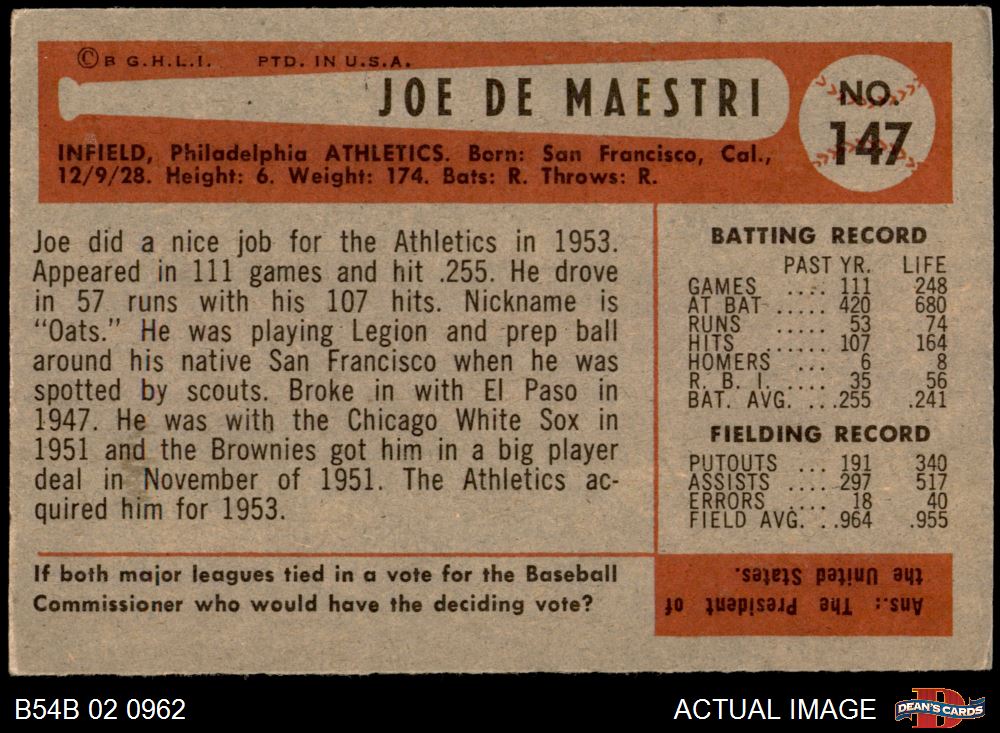 ©B G.H.L.I. PTD. IN U.S.A.
JOE DE MAESTRI
NO.
147
INFIELD, Philadelphia ATHLETICS. Born: San Francisco, Cal.,
12/9/28. Height: 6. Weight: 174. Bats: R. Throws: R.
Joe did a nice job for the Athletics in 1953.
Appeared in 111 games and hit .255. He drove
in 57 runs with his 107 hits. Nickname is
"Oats." He was playing Legion and prep ball
around his native San Francisco when he was
spotted by scouts. Broke in with El Paso in
1947. He was with the Chicago White Sox in
1951 and the Brownies got him in a big player
deal in November of 1951. The Athletics ac-
quired him for 1953.
BATTING RECORD
PAST YR. LIFE
GAMES .... 111 248
AT BAT ..... 420 680
RUNS ..... 53 74
HITS ...... 107 164
HOMERS .... 6 8
R. B. I. .... 35 56
BAT. AVG. ...255 .241
FIELDING RECORD
PUTOUTS ... 191 340
ASSISTS .... 297 517
ERRORS .... 18 40
FIELD AVG. ..964 .955
If both major leagues tied in a vote for the Baseball
Commissioner who would have the deciding vote?
Ans.: The President of
the United States.
B54B 02 0962
ACTUAL IMAGE
D
DEAN'S CARDS